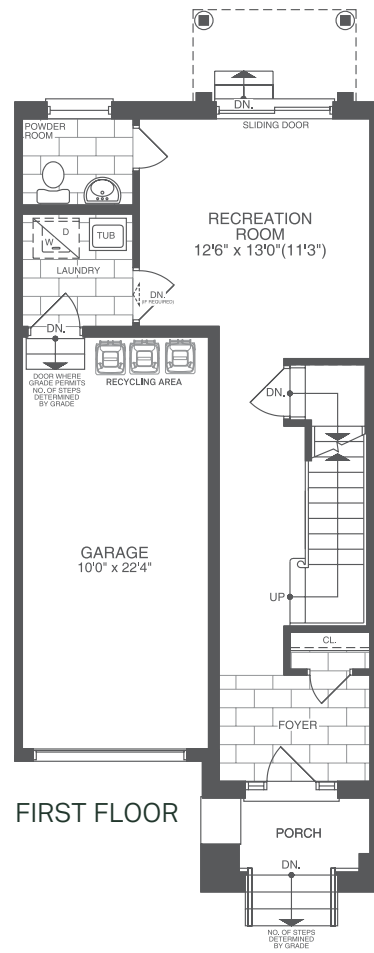 DN.
SLIDING DOOR
POWDER
ROOM
RECREATION
ROOM
12'6" x 13'0"(11'3")
D
W
TUB
LAUNDRY
DN.
(IF REQUIRED)
DN.
DOOR WHERE
GRADE PERMITS
NO. OF STEPS
DETERMINED
BY GRADE
RECYCLING AREA
DN.
GARAGE
10'0" x 22'4"
UP
CL.
FOYER
FIRST FLOOR
PORCH
DN.
NO. OF STEPS
DETERMINED
BY GRADE